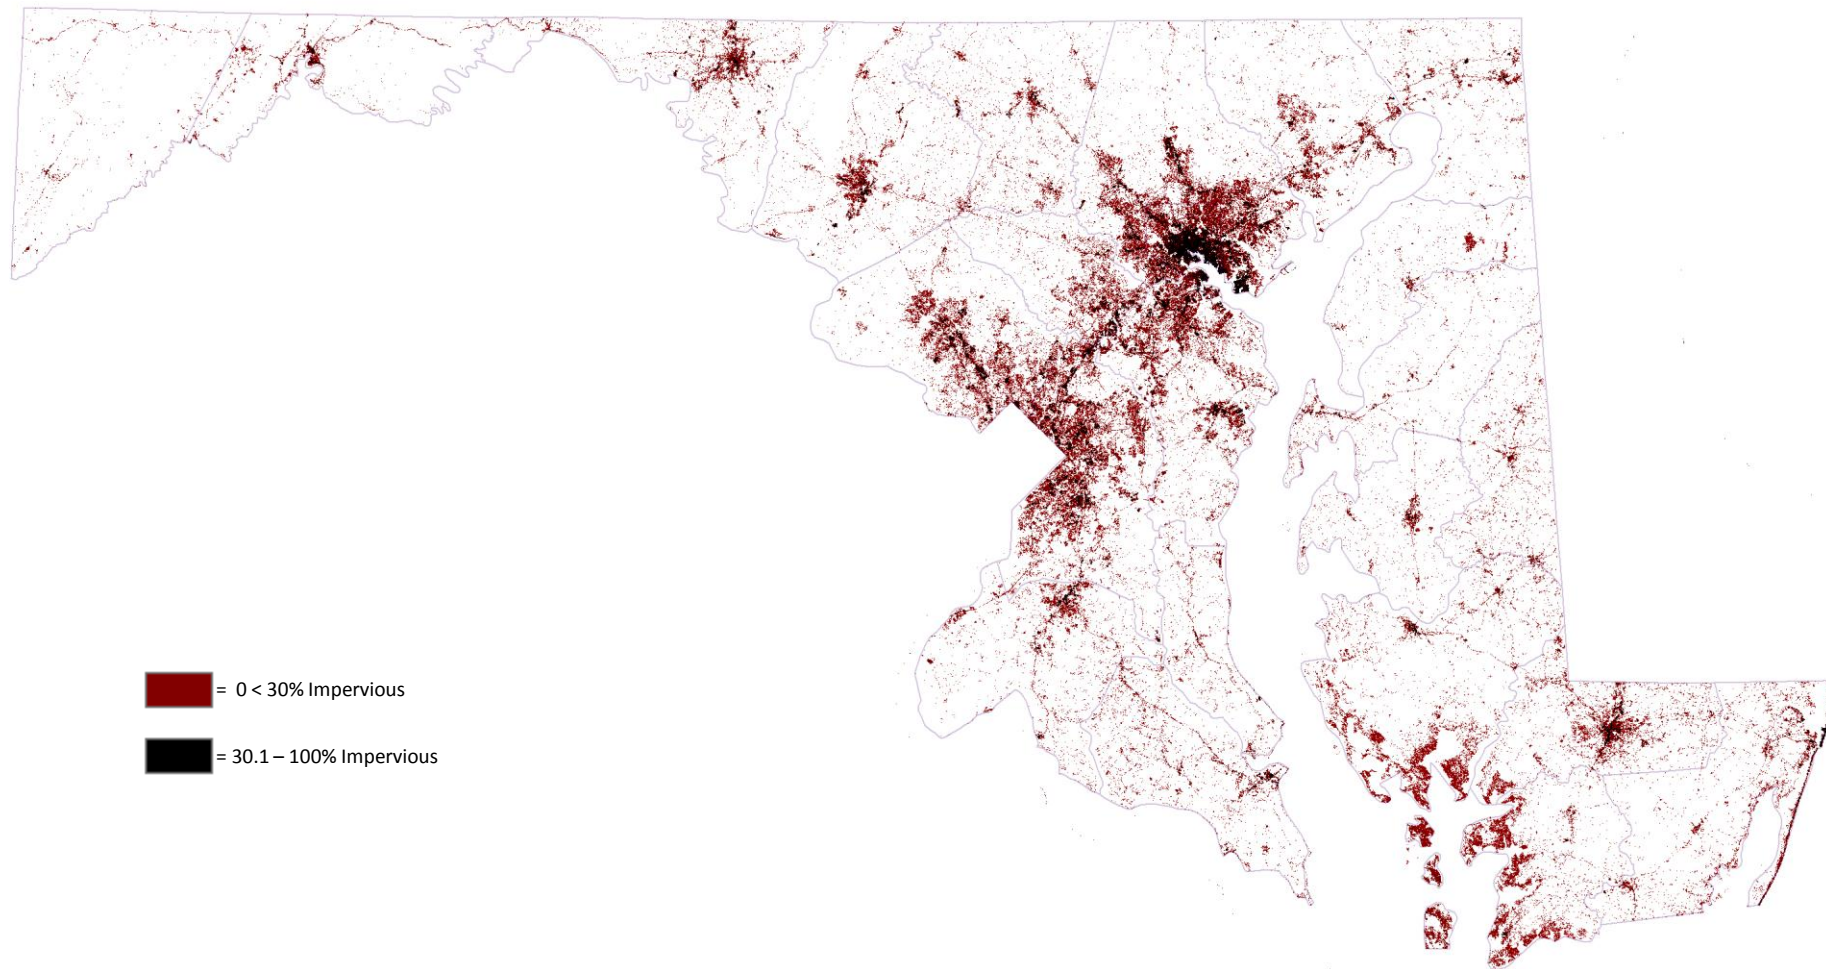 = 0 < 30% Impervious
= 30.1 – 100% Impervious